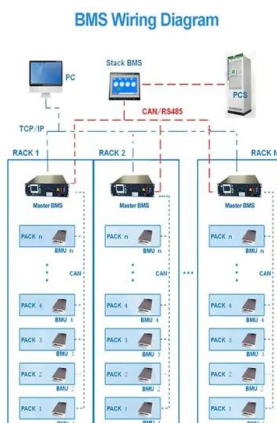 BMS Wiring Diagram
Stack BMS
PC
PCS
CAN/RS485
TCP/IP
RACK 1
RACK 2
RACK N
Master BMS
Master BMS
Master BMS
PACK n
PACK n
PACK n
BMU n
BMU n
BMU n
CAN
CAN
PACK 4
PACK 4
PACK 4
BMU 4
BMU 4
BMU 4
PACK 3
PACK 3
PACK 3
BMU 3
BMU 3
BMU 3
PACK 2
PACK 2
PACK 2
BMU 2
BMU 2
BMU 2
PACK 1
PACK 1
PACK 1